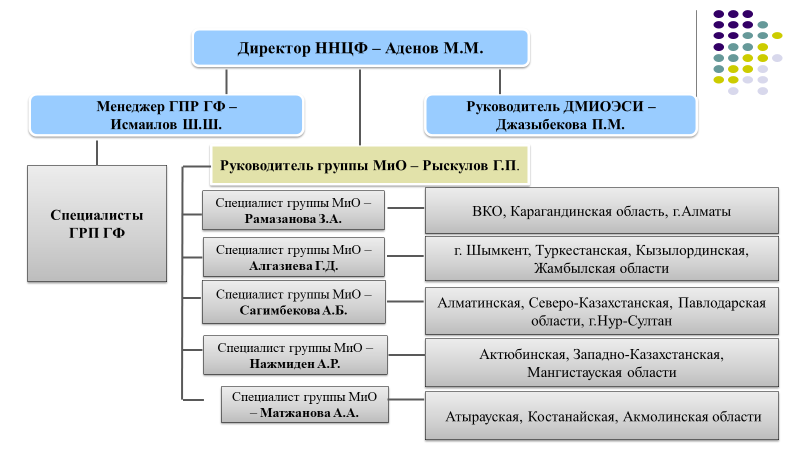 Директор ННЦФ – Аденов М.М.
Менеджер ГПР ГФ –
Исмаилов Ш.Ш.
Руководитель ДМИОЭСИ –
Джазыбекова П.М.
Руководитель группы МиО – Рыскулов Г.П.
Специалисты
ГРП ГФ
Специалист группы МиО –
Рамазанова З.А.
ВКО, Карагандинская область, г.Алматы
Специалист группы МиО –
Алгазиева Г.Д.
г. Шымкент, Туркестанская, Кызылординская,
Жамбылская области
Специалист группы МиО –
Сагимбекова А.Б.
Алматинская, Северо-Казахстанская, Павлодарская
области, г.Нур-Султан
Специалист группы МиО –
Нажмиден А.Р.
Актюбинская, Западно-Казахстанская,
Мангистауская области
Специалист группы МиО
– Матжанова А.А.
Атырауская, Костанайская, Акмолинская области